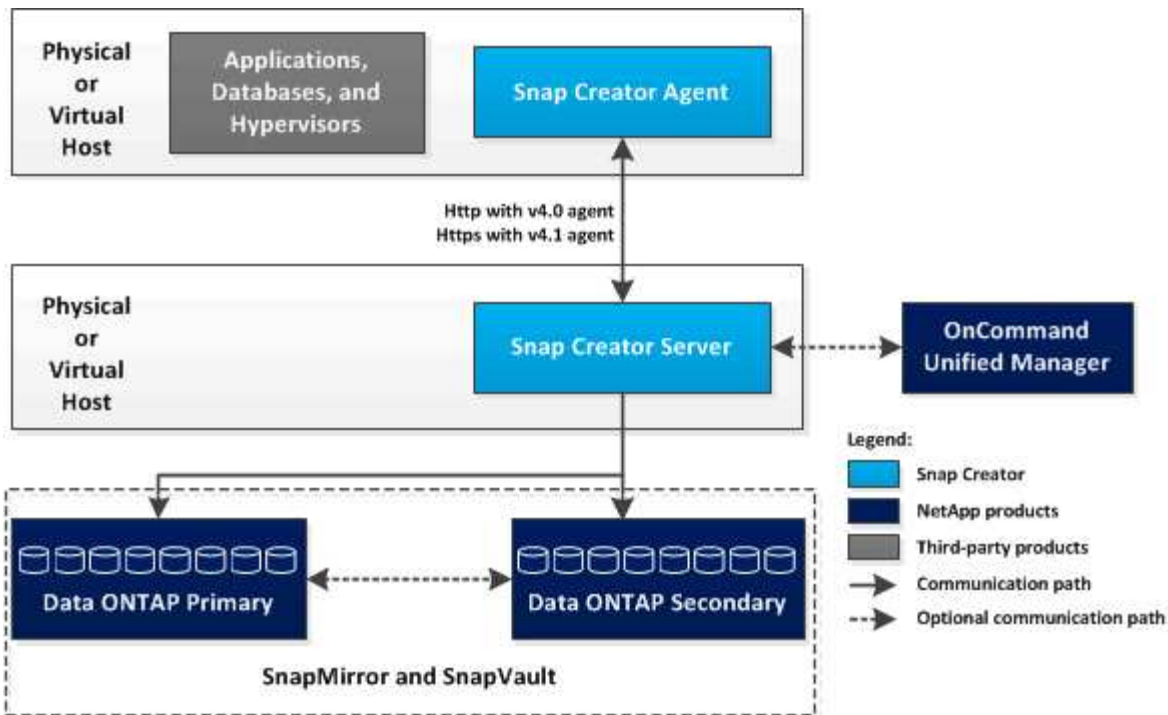 Physical
or
Virtual
Host
Applications,
Databases, and
Hypervisors
Snap Creator Agent
Http with v4.0 agent
Https with v4.1 agent
Physical
or
Virtual
Host
Snap Creator Server
OnCommand
Unified Manager
Legend:
Snap Creator
NetApp products
Third-party products
Communication path
Optional communication path
Data ONTAP Primary
Data ONTAP Secondary
SnapMirror and SnapVault